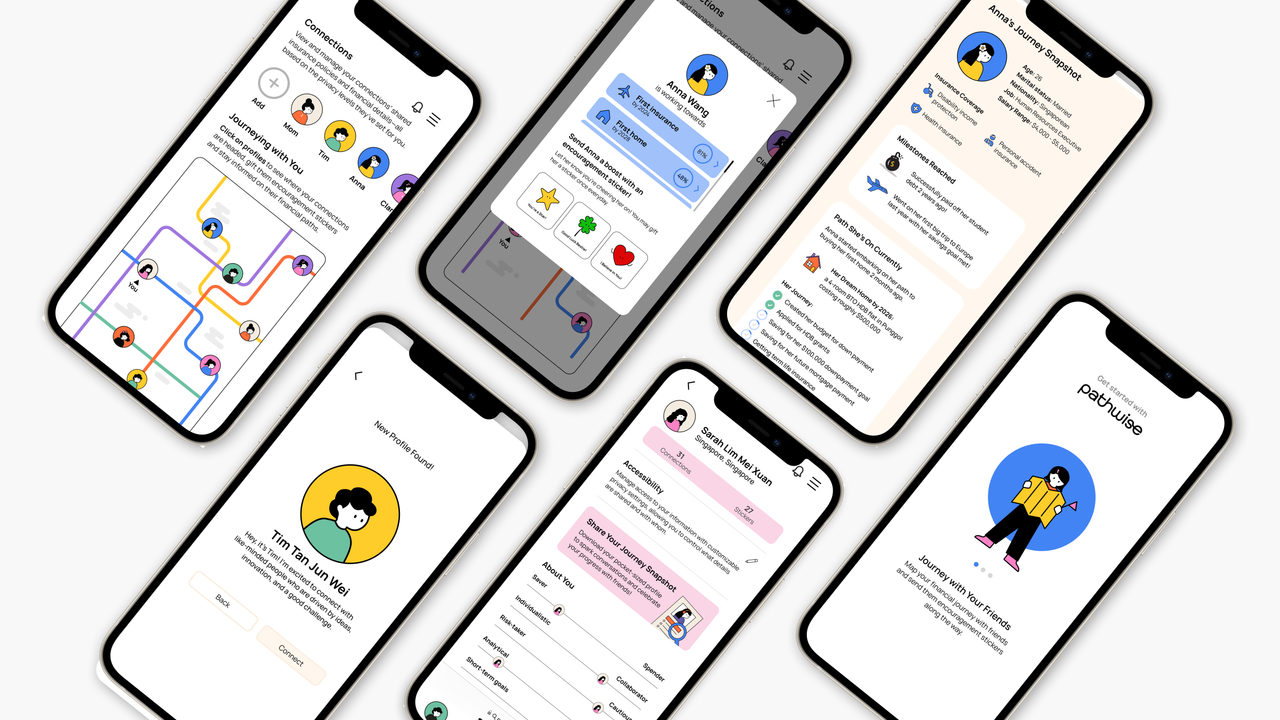 Connections
View and manage your connections' shared
insurance policies and financial details—all
based on the privacy levels they've set for you.
Add
Mom
Tim
Anna
Journeying with You
Click on profiles to see where your connections
are headed, gift them encouragement stickers
and stay informed on their financial paths.
You
and manage your connections' shared
Anna Wang
is working towards
First insurance
by 2024
81%
First home
by 2026
48%
Send Anna a boost with an
encouragement sticker!
Let her know you're cheering her on! You may gift
her a sticker once everyday.
You're a Star!
You
Anna's Journey Snapshot
Age: 26
Marital status: Married
Nationality: Singaporean
Job: Human Resources Executive
Salary Range: $4,000 - $5,000
Insurance Coverage
Disability income
protection
Health insurance
Personal accident
insurance
Milestones Reached
Successfully paid off her student
debt 2 years ago!
Went on her first big trip to Europe
last year with her savings goal met!
Path She's On Currently
Anna started embarking on her path to
buying her first home 2 months ago
Her Dream Home by 2026:
a 4-room BTO HDB flat in Punggol
costing roughly $500,000
Her Journey:
Created her budget for down payment
Applied for HDB grants
Saving for her $100,000 downpayment goal
Saving for her future mortgage payment
Getting term life insurance
New Profile Found!
Tim Tan Jun Wei
Hey, it's Tim! I'm excited to connect with
like-minded people who are driven by ideas,
innovation, and a good challenge.
Back
Connect
Sarah Lim Mei Xuan
Singapore, Singapore
31
Connections
27
Stickers
Accessibility
Manage access to your information with customizable
privacy settings, allowing you to control what details
are shared and with whom.
Share Your Journey Snapshot
Download your pocket-sized profile
to spark conversations and celebrate
your progress with friends!
About You
Saver
Spender
Individualistic
Collaborator
Risk-taker
Cautious
Analytical
Short-term goals
Get started with
pathwise
Journey with Your Friends
Map your financial journey with friends
and send them encouragement stickers
along the way.